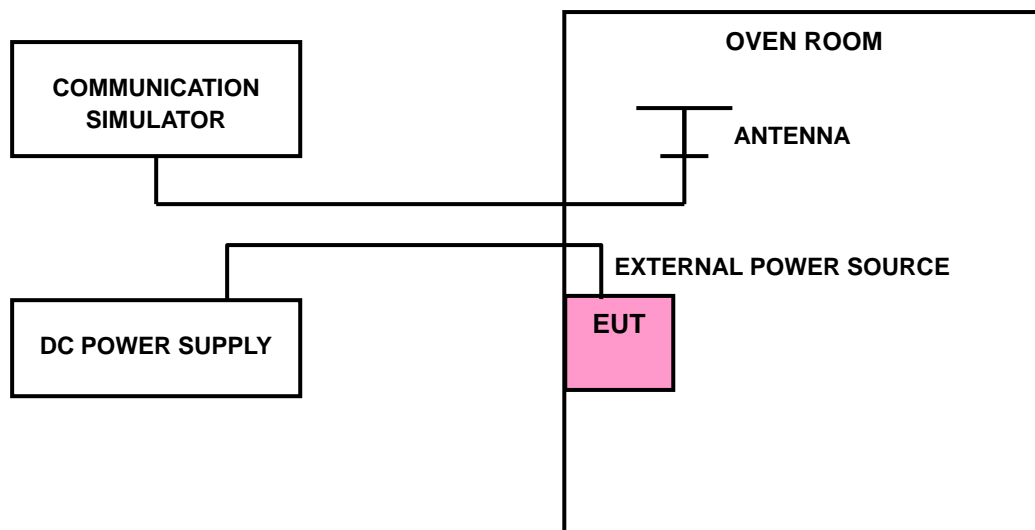 OVEN ROOM
COMMUNICATION
SIMULATOR
ANTENNA
EXTERNAL POWER SOURCE
EUT
DC POWER SUPPLY